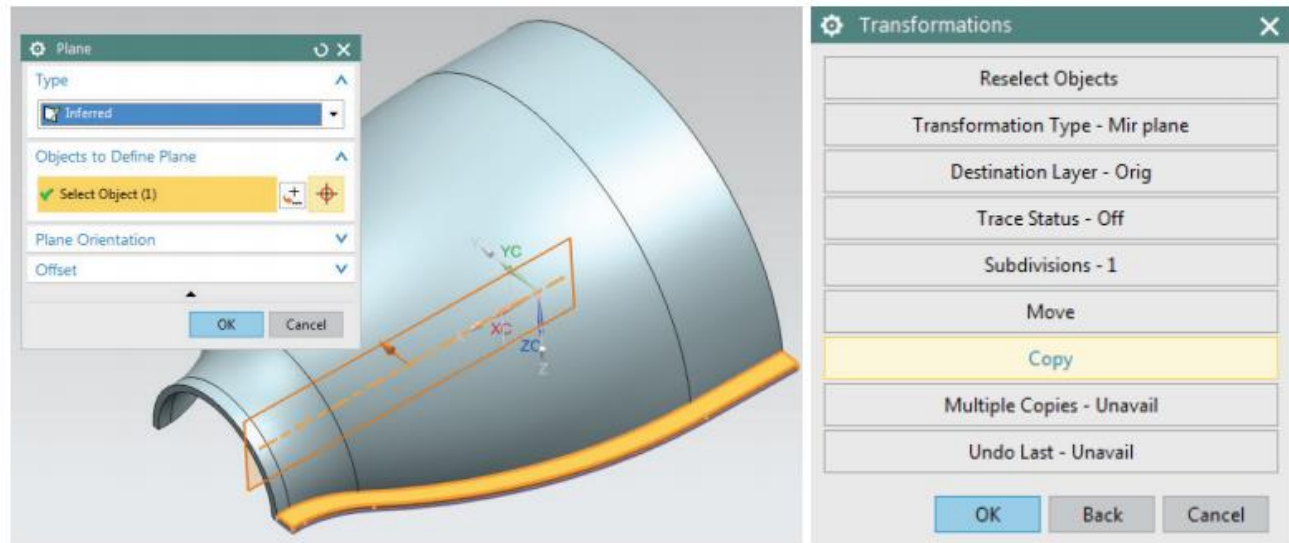 Plane
Type
Inferred
Objects to Define Plane
Select Object (1)
Plane Orientation
Offset
OK
Cancel
YC
XC
ZC
Z
Transformations
Reselect Objects
Transformation Type - Mir plane
Destination Layer - Orig
Trace Status - Off
Subdivisions - 1
Move
Copy
Multiple Copies - Unavail
Undo Last - Unavail
OK
Back
Cancel